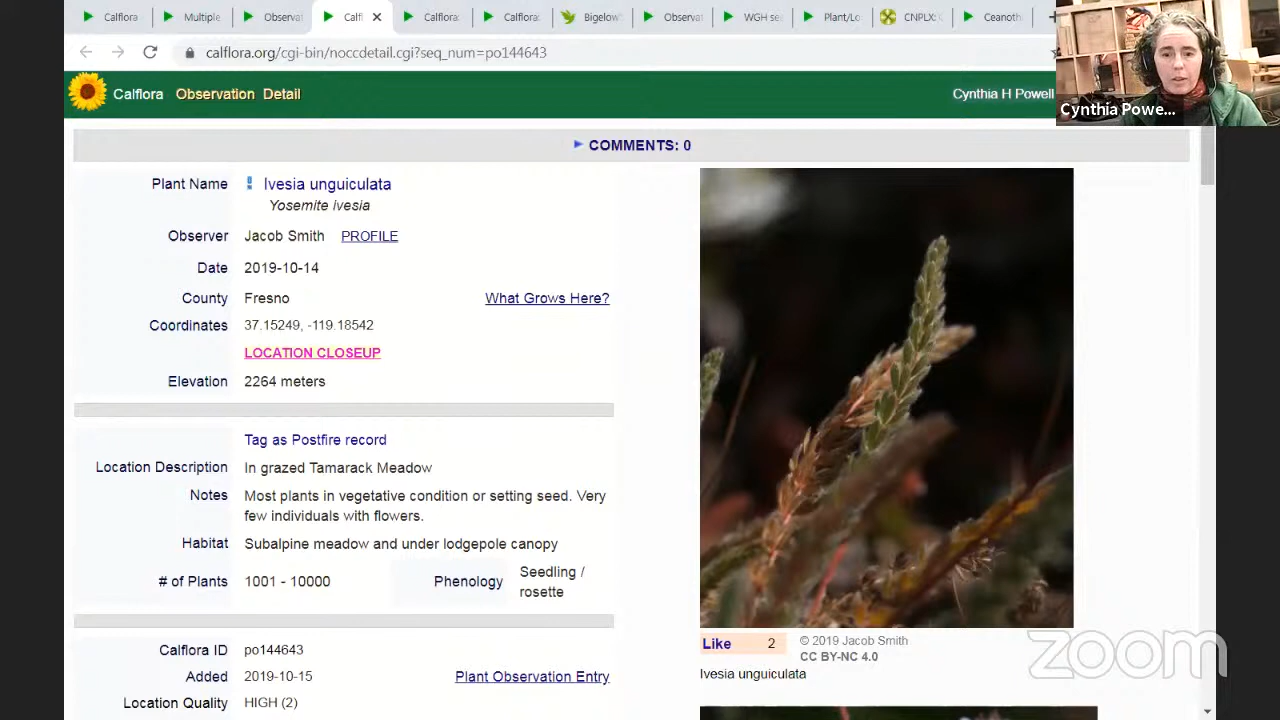 Calflora
Multiple
Observat
Calf
Calflora:
Calflora:
Bigelow'
Observat
WGH se
Plant/Lo
CNPLX: C
Ceanoth
calflora.org/cgi-bin/noccdetail.cgi?seq_num=po144643
Calflora Observation Detail
Cynthia H Powell
Cynthia Powe...
COMMENTS: 0
Plant Name ! Ivesia unguiculata
Yosemite Ivesia
Observer Jacob Smith PROFILE
Date 2019-10-14
County Fresno What Grows Here?
Coordinates 37.15249, -119.18542
LOCATION CLOSEUP
Elevation 2264 meters
Tag as Postfire record
Location Description In grazed Tamarack Meadow
Notes Most plants in vegetative condition or setting seed. Very
few individuals with flowers.
Habitat Subalpine meadow and under lodgepole canopy
# of Plants 1001 - 10000 Phenology Seedling /
rosette
Calflora ID po144643
Added 2019-10-15 Plant Observation Entry
Location Quality HIGH (2)
Like 2 © 2019 Jacob Smith
CC BY-NC 4.0
Ivesia unguiculata
zoom